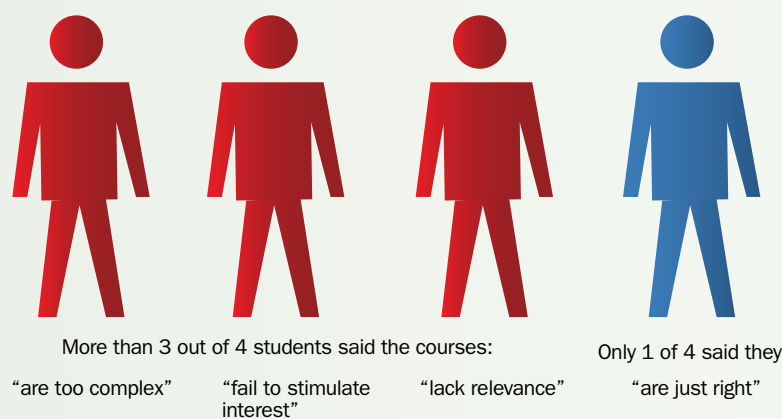 More than 3 out of 4 students said the courses:
Only 1 of 4 said they
“are too complex”
“fail to stimulate
interest”
“lack relevance”
“are just right”